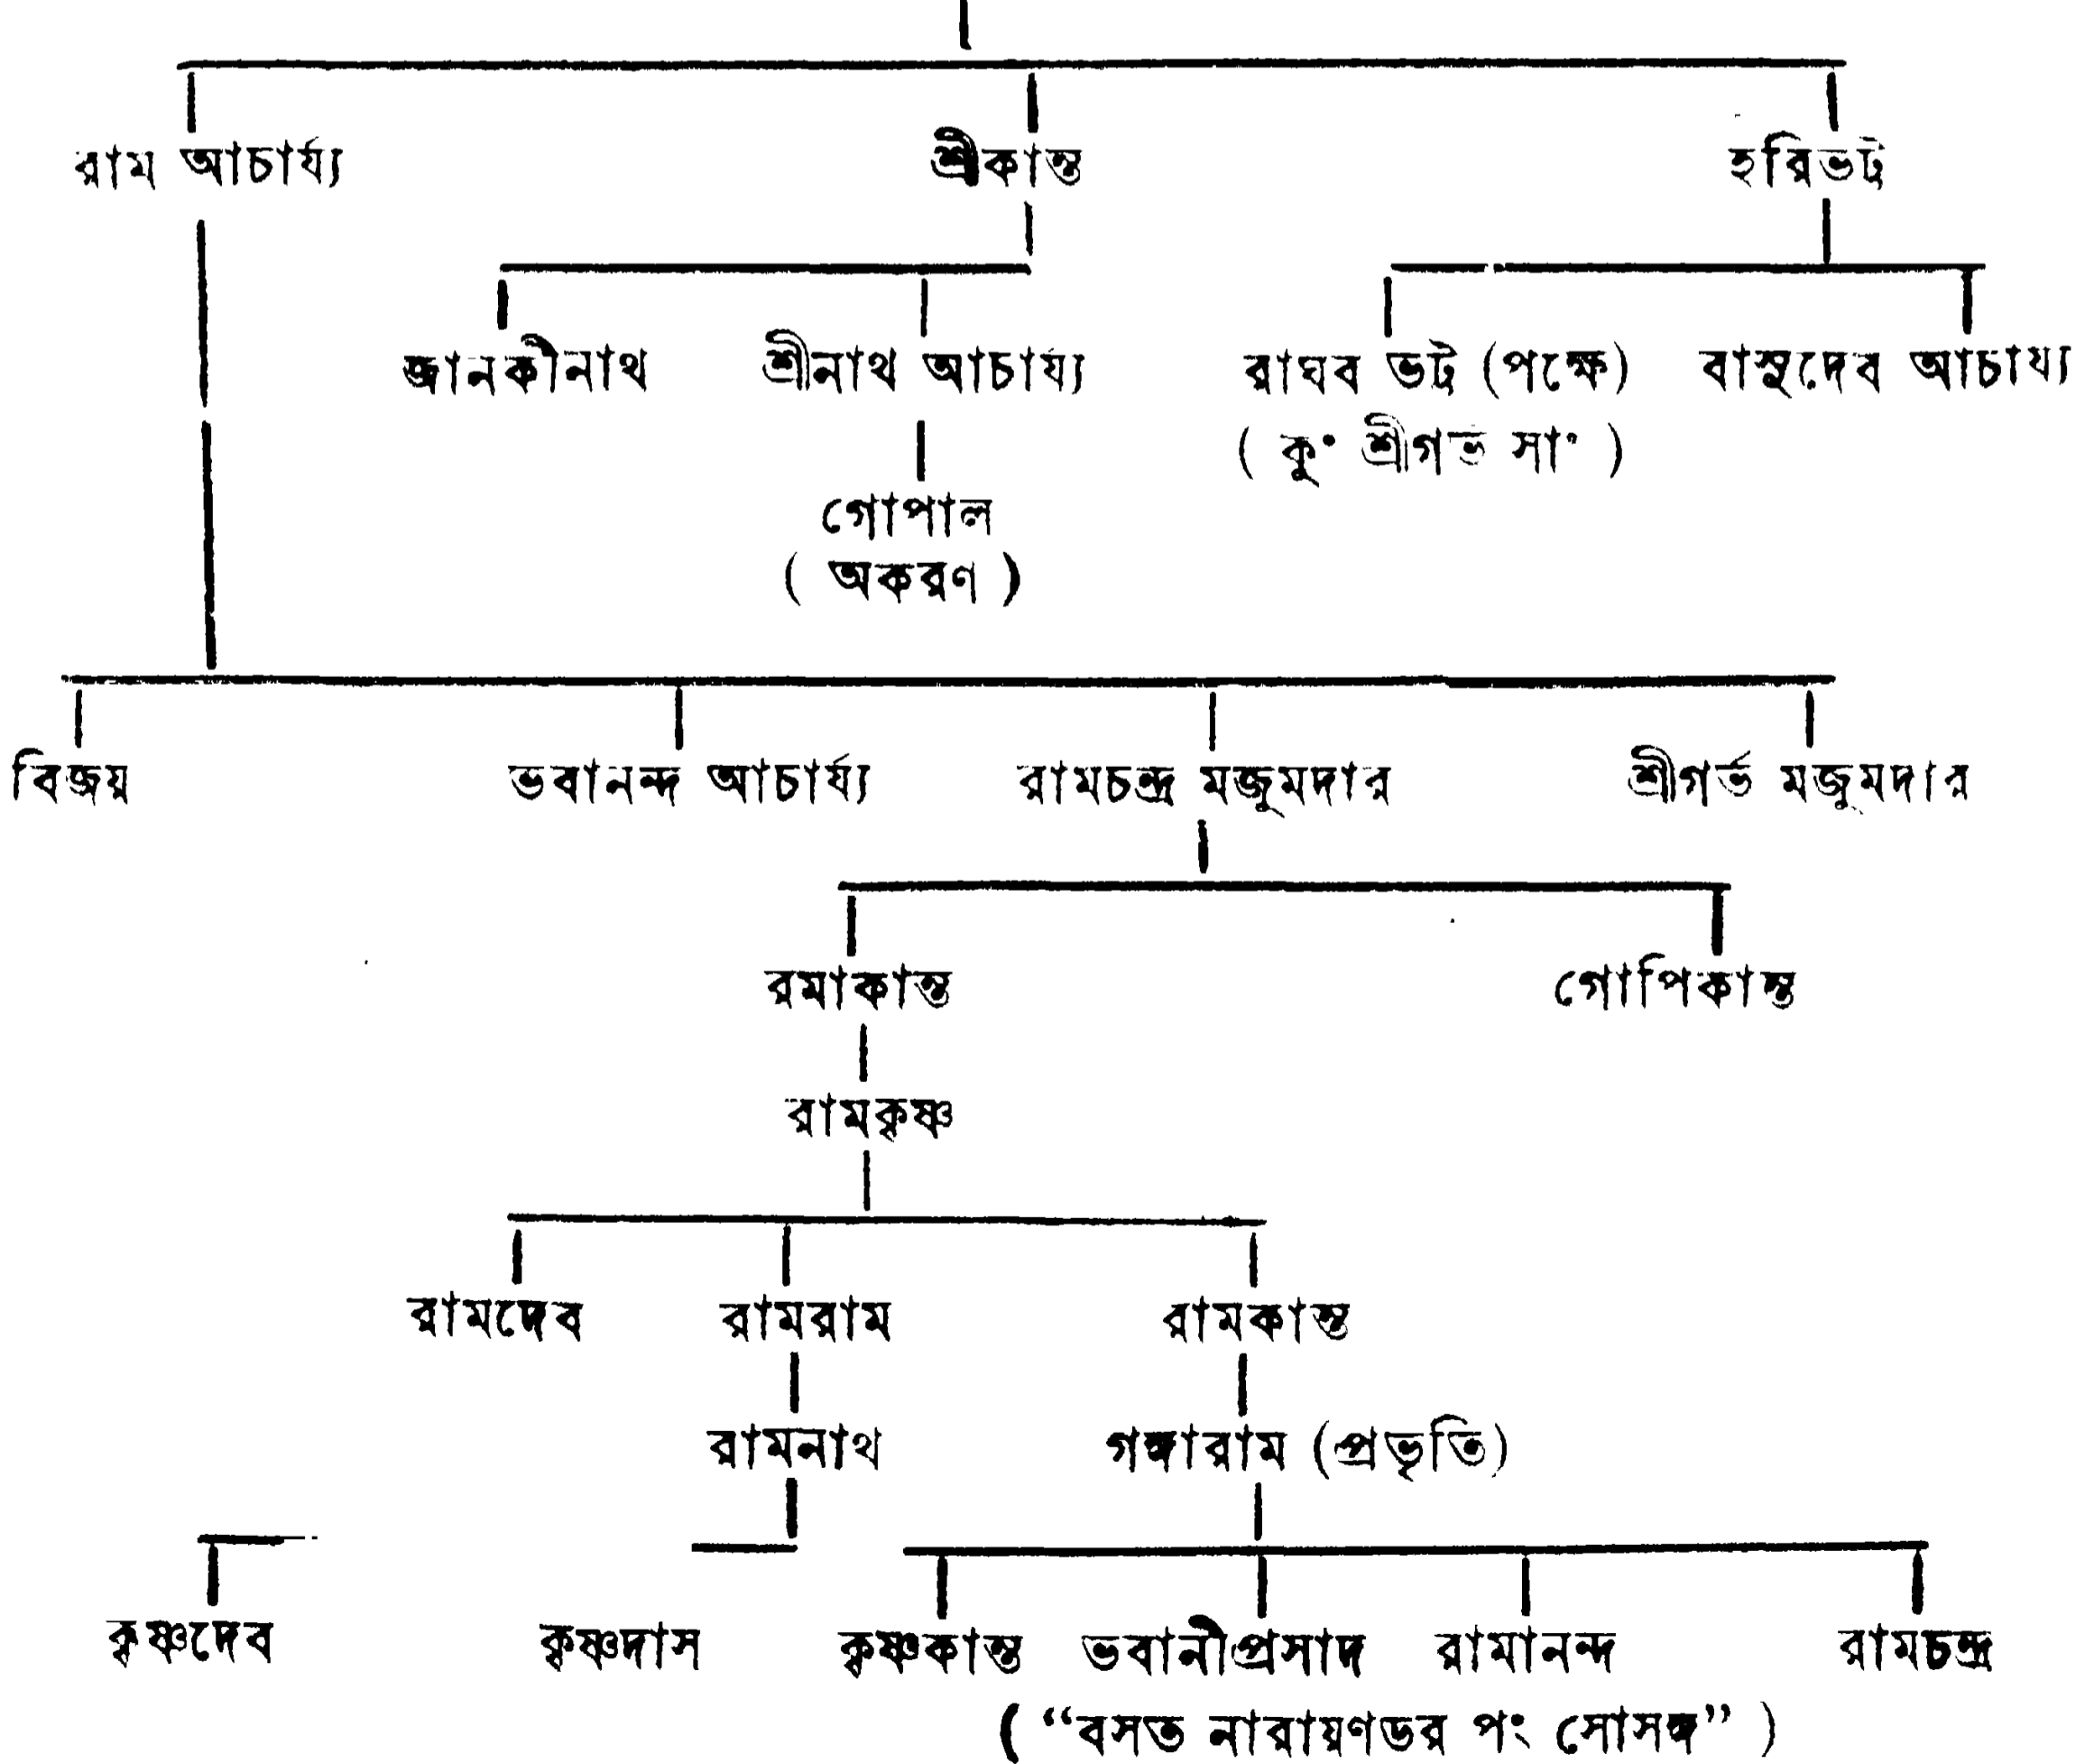 রাম আচার্য্য শ্রীকান্ত হরিভট্ট
জানকীনাথ শ্রীনাথ আচার্য্য রাঘব ভট্ট (পক্ষে) বাসুদেব আচার্য্য
( কু° শ্রীগর্ভ সা° )
গোপাল
( অকরণ )
বিজয় ভবানন্দ আচার্য্য রামচন্দ্র মজুমদার শ্রীগর্ভ মজুমদার
রমাকান্ত গোপিকান্ত
রামকৃষ্ণ
রামদেব রামরাম রামকান্ত
রামনাথ গঙ্গারাম (প্রভৃতি)
কৃষ্ণদেব কৃষ্ণদাস কৃষ্ণকান্ত ভবানীপ্রসাদ রামানন্দ রামচন্দ্র
( “বসত নারায়ণডর পং সোসঙ্গ” )